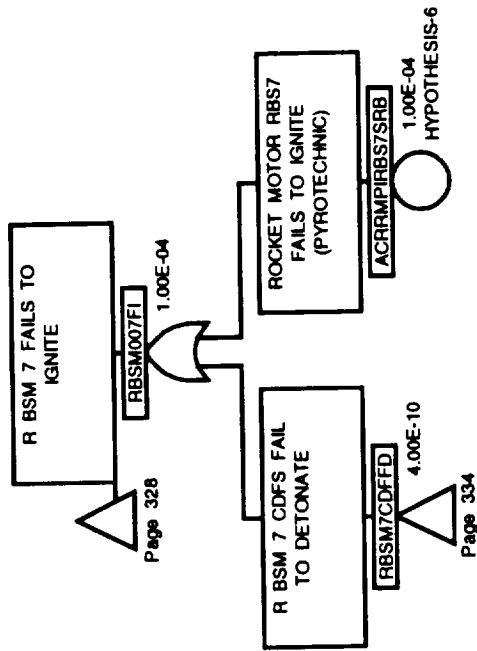 R BSM 7 FAILS TO
IGNITE
RBSM007FI
1.00E-04
Page 328
R BSM 7 CDFS FAIL
TO DETONATE
RBSM7CDFFD
4.00E-10
Page 334
ROCKET MOTOR RBS7
FAILS TO IGNITE
(PYROTECHNIC)
ACRRMPIRBS7SRB
1.00E-04
HYPOTHESIS-6